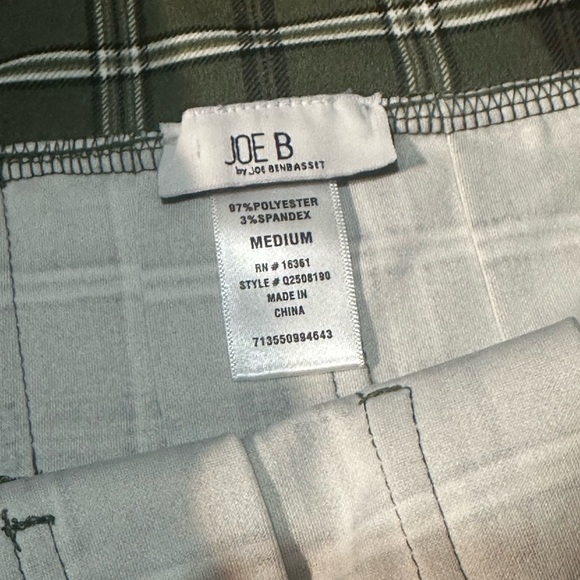 JOE B
by JOE BENBASSET
97%POLYESTER
3%SPANDEX
MEDIUM
RN # 16361
STYLE # Q2508190
MADE IN
CHINA
713550994643